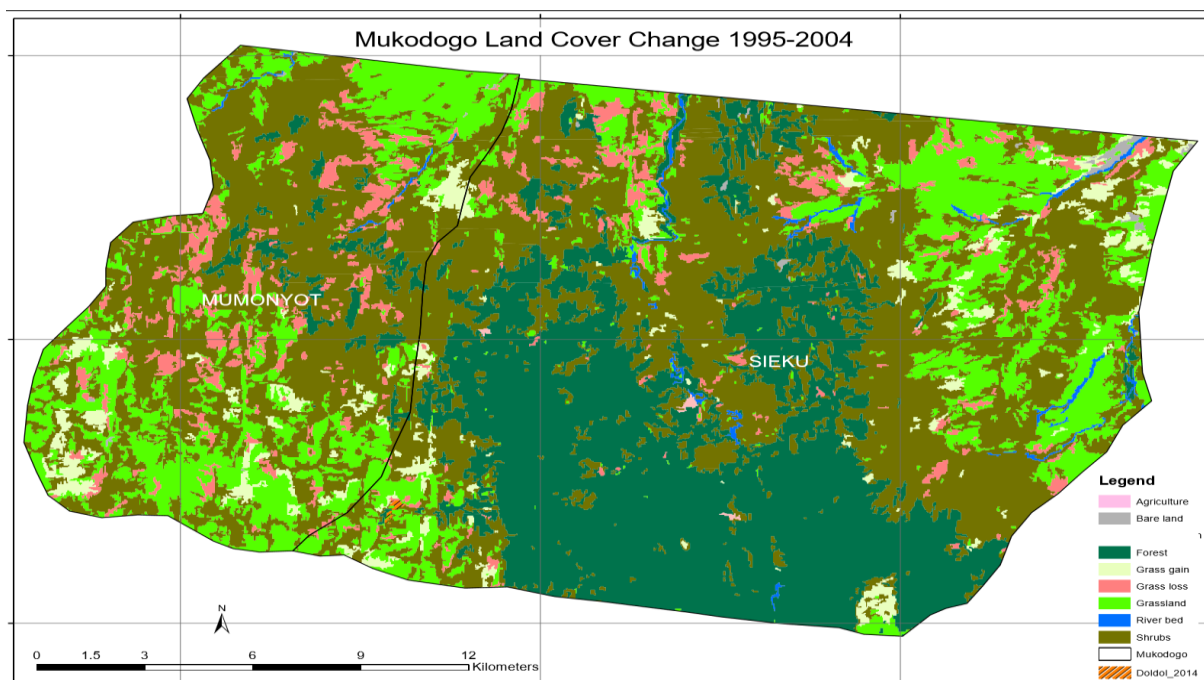 Mukodogo Land Cover Change 1995-2004
MUMONYOT
SIEKU
Legend
Agriculture
Bare land
Forest
Grass gain
Grass loss
Grassland
River bed
Shrubs
Mukodogo
Doldol_2014
N
0 1.5 3 6 9 12
Kilometers